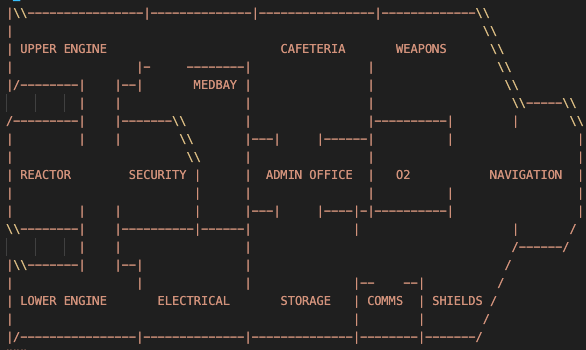 UPPER ENGINE CAFETERIA WEAPONS
MEDBAY
REACTOR SECURITY ADMIN OFFICE O2 NAVIGATION
LOWER ENGINE ELECTRICAL STORAGE COMMS SHIELDS